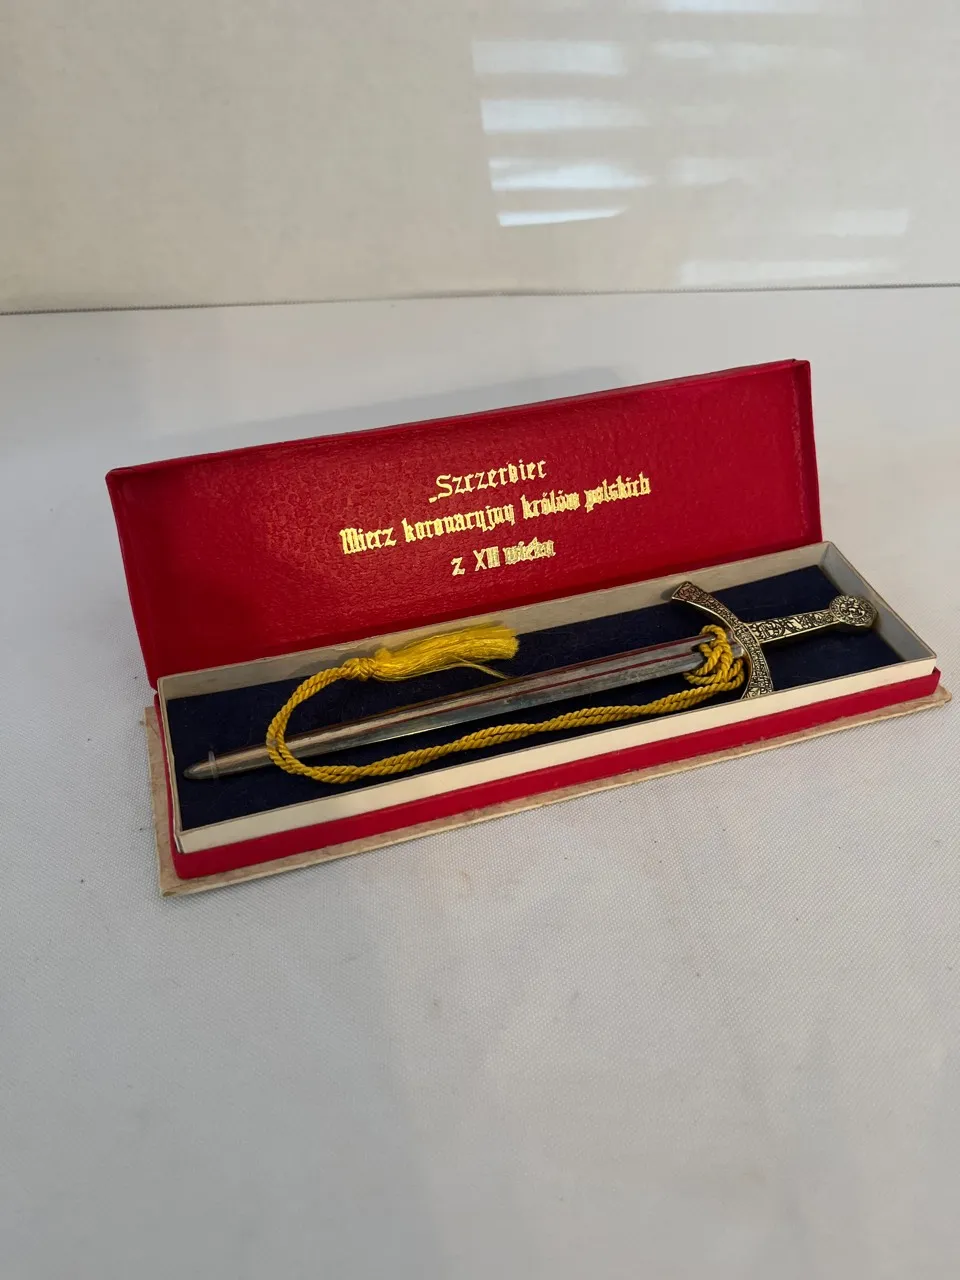 „Szczerbiec
Miecz koronacyjny królów polskich
z XIII wieku